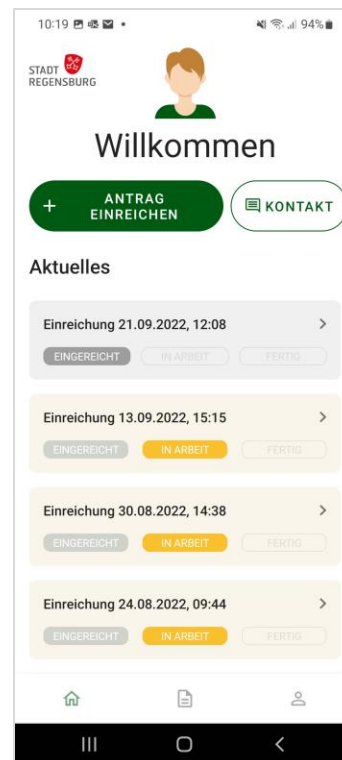 10:19 94%
STADT
REGENSBURG
Willkommen
+ ANTRAG
EINREICHEN
KONTAKT
Aktuelles
Einreichung 21.09.2022, 12:08
EINGEREICHT IN ARBEIT FERTIG
Einreichung 13.09.2022, 15:15
EINGEREICHT IN ARBEIT FERTIG
Einreichung 30.08.2022, 14:38
EINGEREICHT IN ARBEIT FERTIG
Einreichung 24.08.2022, 09:44
EINGEREICHT IN ARBEIT FERTIG